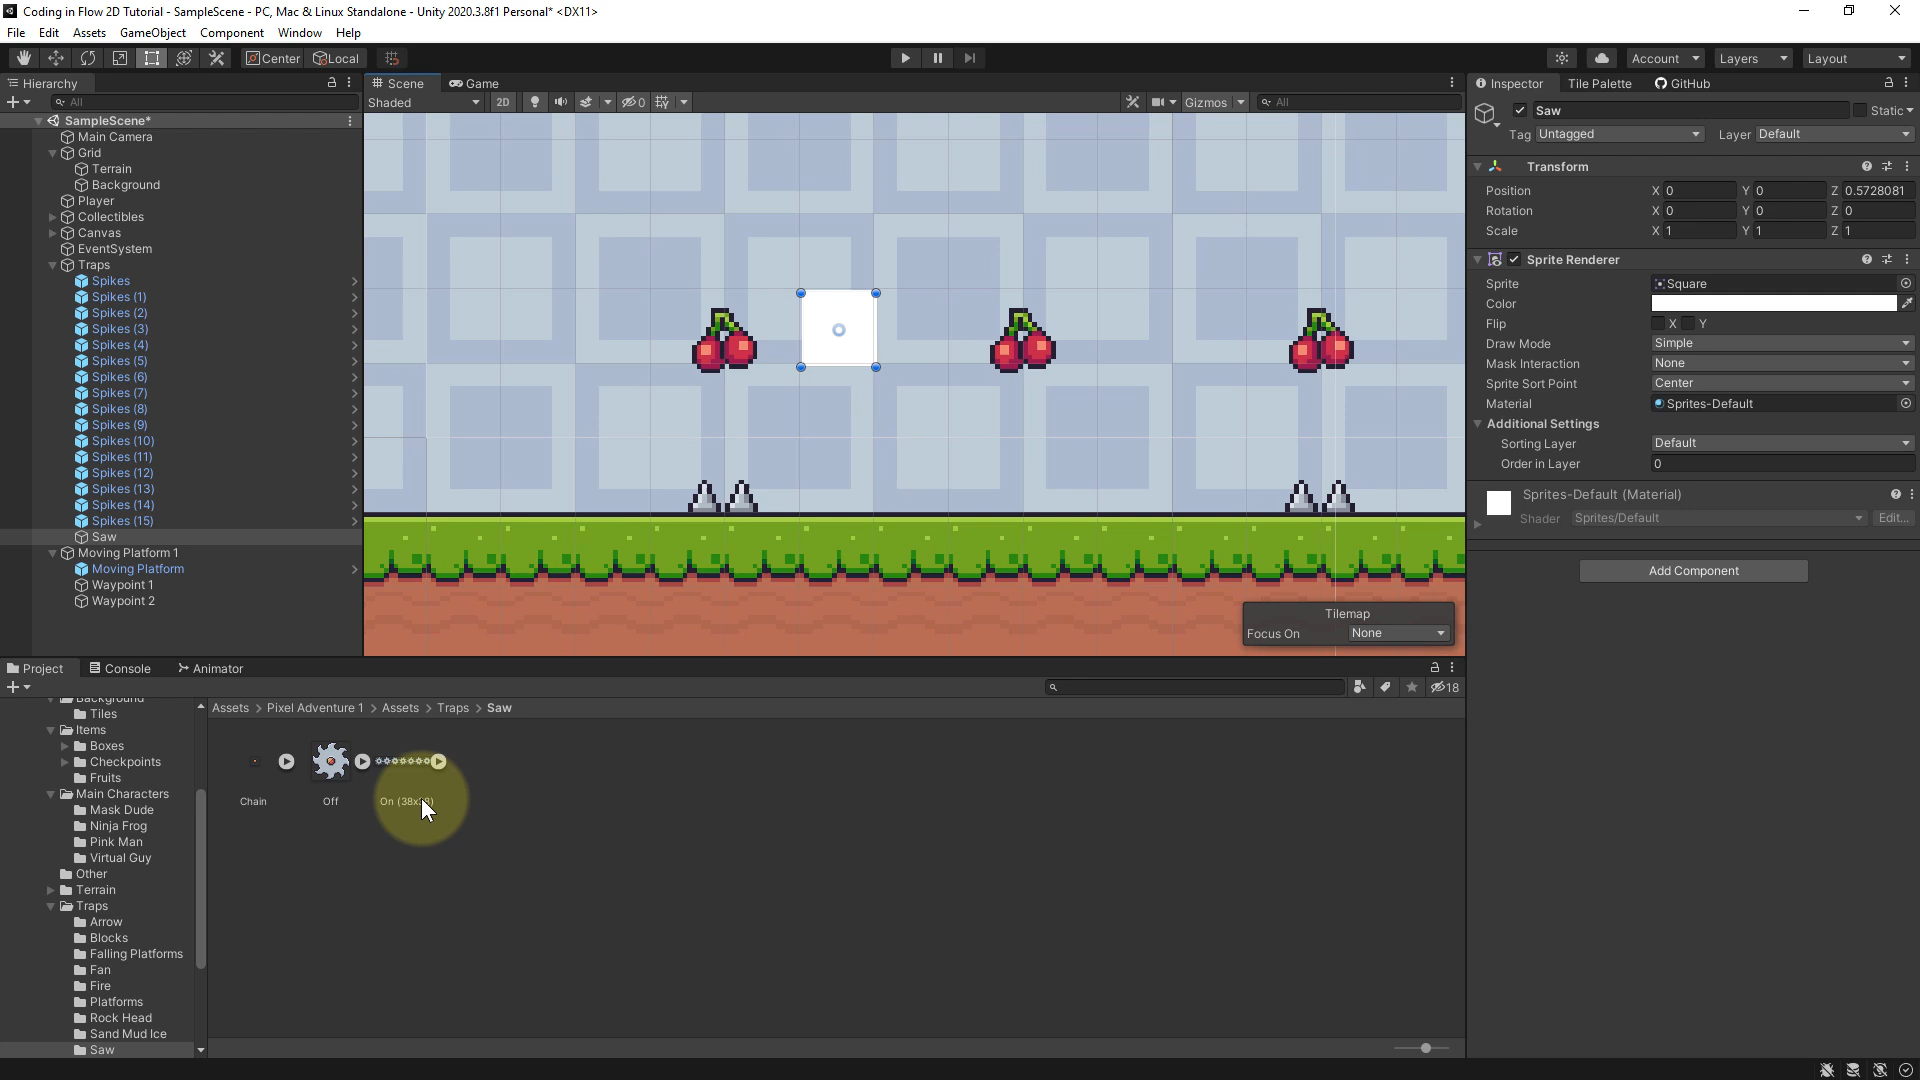 Coding in Flow 2D Tutorial - SampleScene - PC, Mac & Linux Standalone - Unity 2020.3.8f1 Personal* <DX11>
File Edit Assets GameObject Component Window Help
Center Local Account Layers Layout
Hierarchy
All
SampleScene*
Main Camera
Grid
Terrain
Background
Player
Collectibles
Canvas
EventSystem
Traps
Spikes
Spikes (1)
Spikes (2)
Spikes (3)
Spikes (4)
Spikes (5)
Spikes (6)
Spikes (7)
Spikes (8)
Spikes (9)
Spikes (10)
Spikes (11)
Spikes (12)
Spikes (13)
Spikes (14)
Spikes (15)
Saw
Moving Platform 1
Moving Platform
Waypoint 1
Waypoint 2
Scene Game
Shaded 2D 0 Gizmos All
Tilemap
Focus On None
Inspector Tile Palette GitHub
Saw Static
Tag Untagged Layer Default
Transform
Position X 0 Y 0 Z 0.5728081
Rotation X 0 Y 0 Z 0
Scale X 1 Y 1 Z 1
Sprite Renderer
Sprite Square
Color
Flip X Y
Draw Mode Simple
Mask Interaction None
Sprite Sort Point Center
Material Sprites-Default
Additional Settings
Sorting Layer Default
Order in Layer 0
Sprites-Default (Material)
Shader Sprites/Default Edit...
Add Component
Project Console Animator
18
Background
Tiles
Items
Boxes
Checkpoints
Fruits
Main Characters
Mask Dude
Ninja Frog
Pink Man
Virtual Guy
Other
Terrain
Traps
Arrow
Blocks
Falling Platforms
Fan
Fire
Platforms
Rock Head
Sand Mud Ice
Saw
Assets > Pixel Adventure 1 > Assets > Traps > Saw
Chain Off On (38x38)